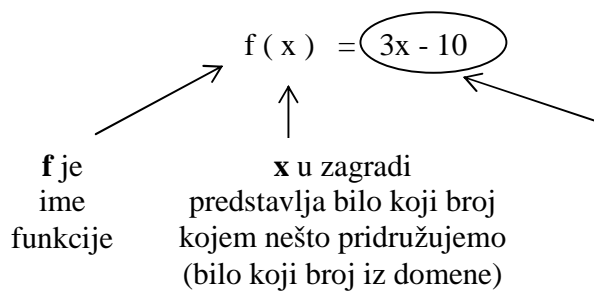 f ( x ) = 3x - 10
f je
ime
funkcije
x u zagradi
predstavlja bilo koji broj
kojem nešto pridružujemo
(bilo koji broj iz domene)